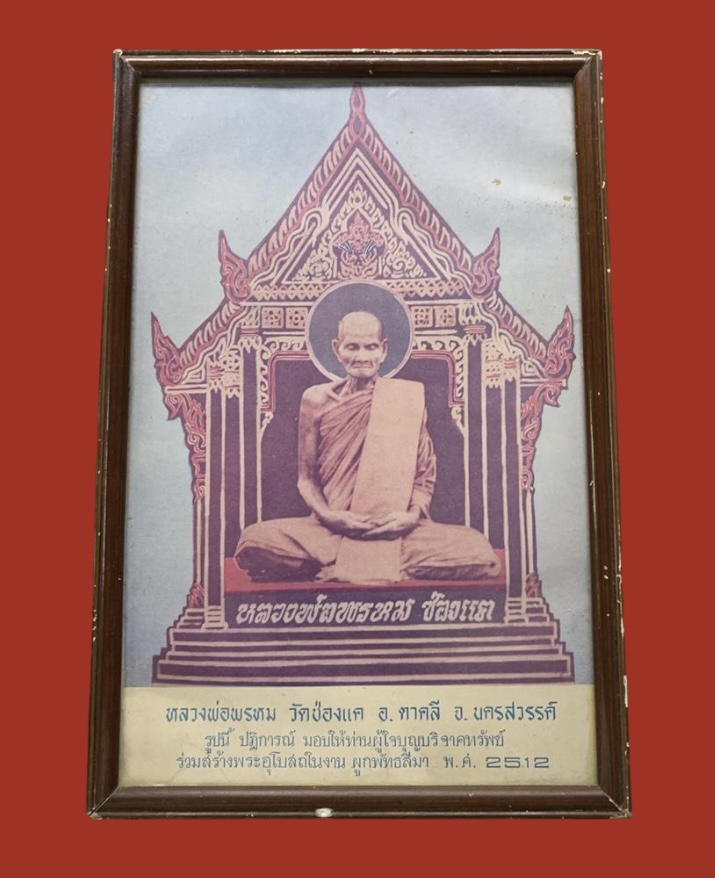 หลวงพ่อพรหม ช่องแค
หลวงพ่อพรหม วัดช่องแค อ.ตาคลี จ.นครสวรรค์
รูปนี้ ปฏิการณ์ มอบให้ท่านผู้ใจบุญบริจาคทรัพย์
ร่วมสร้างพระอุโบสถในงาน ผูกพัทธสีมา พ.ศ. 2512